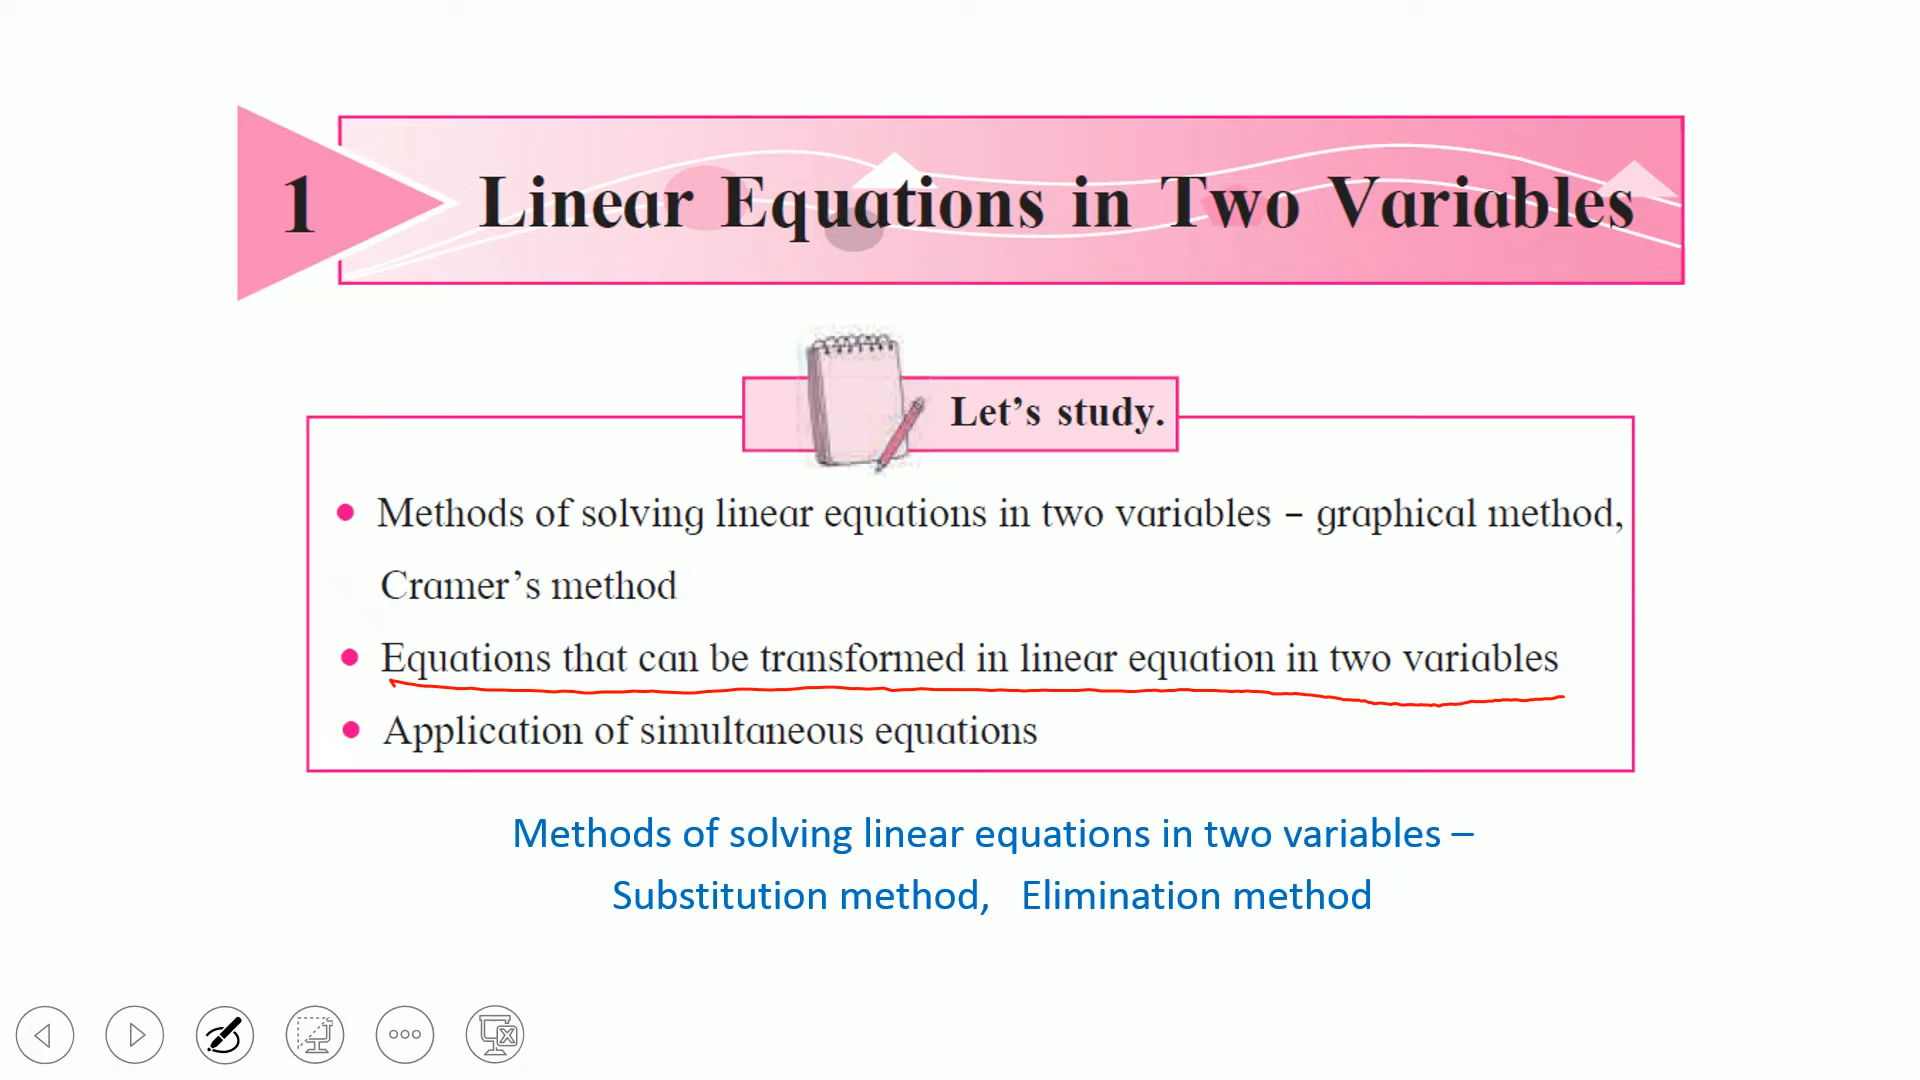 1
Linear Equations in Two Variables
Let’s study.
• Methods of solving linear equations in two variables – graphical method,
Cramer’s method
• Equations that can be transformed in linear equation in two variables
• Application of simultaneous equations
Methods of solving linear equations in two variables –
Substitution method, Elimination method